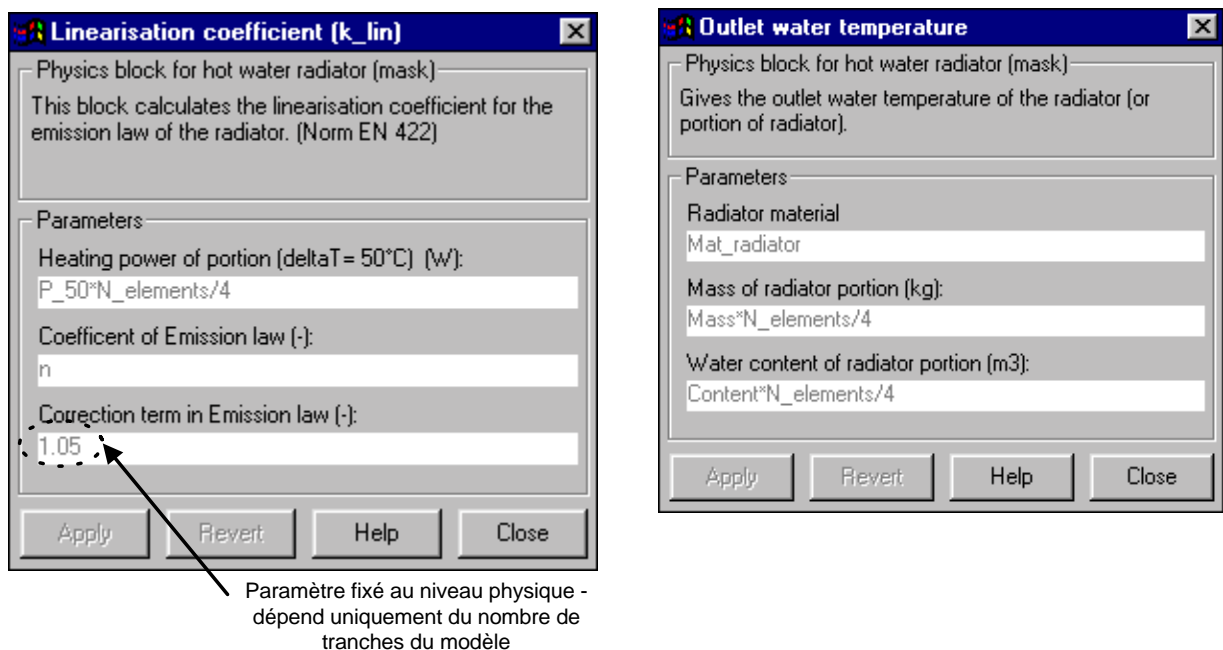 Linearisation coefficient (k_lin)
Physics block for hot water radiator (mask)
This block calculates the linearisation coefficient for the
emission law of the radiator. (Norm EN 422)
Parameters
Heating power of portion (deltaT= 50°C) (W):
P_50*N_elements/4
Coefficent of Emission law (-):
n
Correction term in Emission law (-):
1.05
Apply Revert Help Close
Paramètre fixé au niveau physique -
dépend uniquement du nombre de
tranches du modèle
Outlet water temperature
Physics block for hot water radiator (mask)
Gives the outlet water temperature of the radiator (or
portion of radiator).
Parameters
Radiator material
Mat_radiator
Mass of radiator portion (kg):
Mass*N_elements/4
Water content of radiator portion (m3):
Content*N_elements/4
Apply Revert Help Close